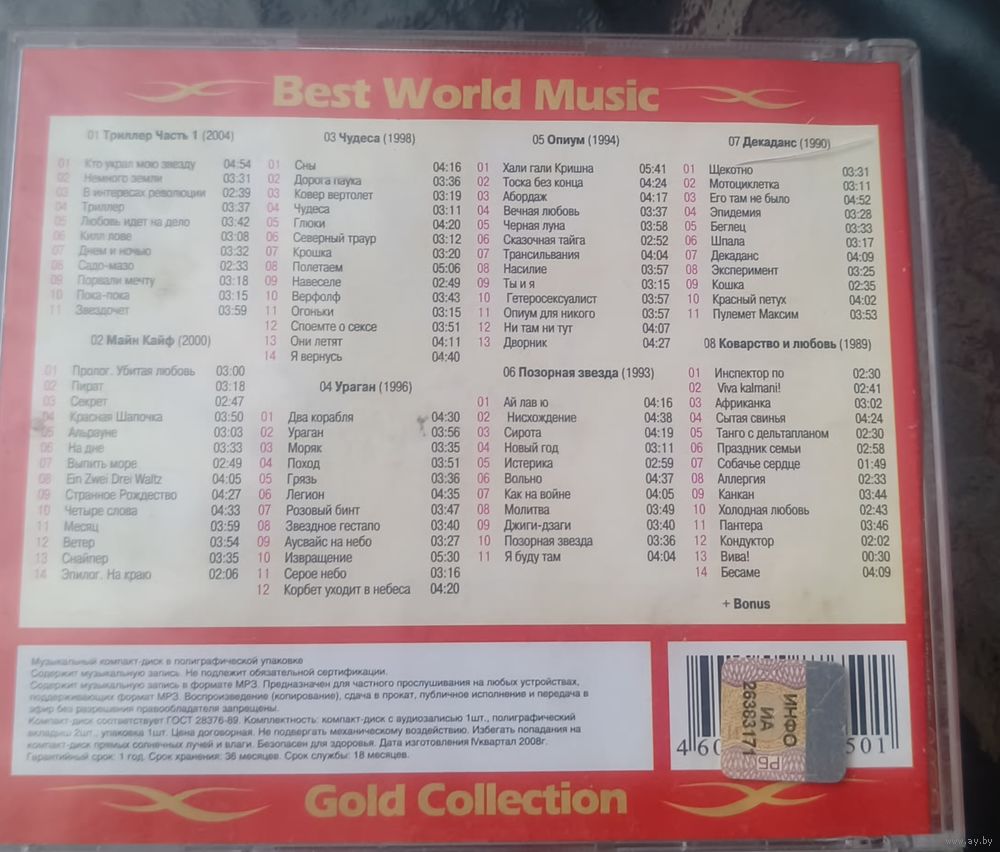 Best World Music
01 Триллер Часть 1 (2004)
01 Кто украл мою звезду 04:54
02 Немного земли 03:31
03 В интересах революции 02:39
04 Триллер 03:37
05 Любовь идет на дело 03:42
06 Килл лове 03:08
07 Днем и ночью 03:32
08 Садо-мазо 02:33
09 Порвали мечту 03:18
10 Пока-пока 03:15
11 Звездочет 03:59
02 Майн Кайф (2000)
01 Пролог. Убитая любовь 03:00
02 Пират 03:18
03 Секрет 02:47
04 Красная Шапочка 03:50
05 Альрауне 03:03
06 На дне 03:33
07 Выпить море 02:49
08 Ein Zwei Drei Waltz 04:05
09 Странное Рождество 04:27
10 Четыре слова 04:33
11 Месяц 03:59
12 Ветер 03:54
13 Снайпер 03:35
14 Эпилог. На краю 02:06
03 Чудеса (1998)
01 Сны 04:16
02 Дорога паука 03:36
03 Ковер вертолет 03:19
04 Чудеса 03:11
05 Глюки 04:20
06 Северный траур 03:12
07 Крошка 03:20
08 Полетаем 05:06
09 Навеселе 02:49
10 Верфолф 03:43
11 Огоньки 03:15
12 Споемте о сексе 03:51
13 Они летят 04:11
14 Я вернусь 04:40
04 Ураган (1996)
01 Два корабля 04:30
02 Ураган 03:56
03 Моряк 03:35
04 Поход 03:51
05 Грязь 03:36
06 Легион 04:35
07 Розовый бинт 03:47
08 Звездное гестапо 03:40
09 Аусвайс на небо 03:27
10 Извращение 05:30
11 Серое небо 03:16
12 Корбет уходит в небеса 04:20
05 Опиум (1994)
01 Хали гали Кришна 05:41
02 Тоска без конца 04:24
03 Абордаж 04:17
04 Вечная любовь 03:37
05 Черная луна 03:58
06 Сказочная тайга 02:52
07 Трансильвания 04:04
08 Насилие 03:57
09 Ты и я 03:15
10 Гетеросексуалист 03:57
11 Опиум для никого 03:57
12 Ни там ни тут 04:07
13 Дворник 04:27
06 Позорная звезда (1993)
01 Ай лав ю 04:16
02 Нисхождение 04:38
03 Сирота 04:19
04 Новый год 03:11
05 Истерика 02:59
06 Вольно 04:37
07 Как на войне 04:05
08 Молитва 03:49
09 Джиги-дзаги 03:40
10 Позорная звезда 03:36
11 Я буду там 04:04
07 Декаданс (1990)
01 Щекотно 03:31
02 Мотоциклетка 03:11
03 Его там не было 04:52
04 Эпидемия 03:28
05 Беглец 03:33
06 Шпала 03:17
07 Декаданс 04:09
08 Эксперимент 03:25
09 Кошка 02:35
10 Красный петух 04:02
11 Пулемет Максим 03:53
08 Коварство и любовь (1989)
01 Инспектор по 02:30
02 Viva kalmani! 02:41
03 Африканка 03:02
04 Сытая свинья 04:24
05 Танго с дельтапланом 02:30
06 Праздник семьи 02:58
07 Собачье сердце 01:49
08 Аллергия 02:33
09 Канкан 03:44
10 Холодная любовь 02:43
11 Пантера 03:46
12 Кондуктор 02:02
13 Вива! 00:30
14 Бесаме 04:09
+ Bonus
Музыкальный компакт-диск в полиграфической упаковке
Содержит музыкальную запись. Не подлежит обязательной сертификации.
Содержит музыкальную запись в формате MP3. Предназначен для частного прослушивания на любых устройствах,
поддерживающих формат MP3. Воспроизведение (копирование), сдача в прокат, публичное исполнение и передача в
эфир без разрешения правообладателя запрещены.
Компакт-диск соответствует ГОСТ 28376-89. Комплектность: компакт-диск с аудиозаписью 1шт., полиграфический
вкладыш 2шт., упаковка 1шт. Цена договорная. Не подвергать механическому воздействию. Избегать попадания на
компакт-диск прямых солнечных лучей и влаги. Безопасен для здоровья. Дата изготовления IVквартал 2008г.
Гарантийный срок: 1 год. Срок хранения: 36 месяцев. Срок службы: 18 месяцев.
4 60 501
ИНФО
ИА
26383171
РБ
Gold Collection
www.ay.by